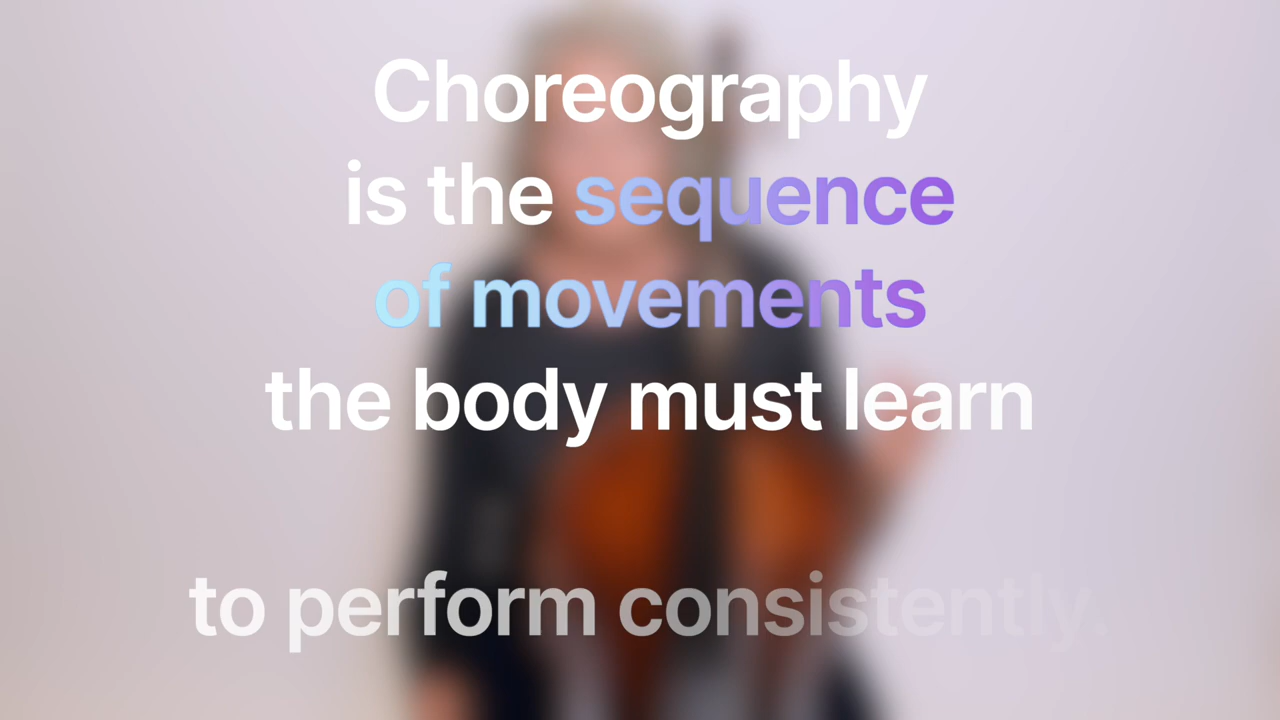 Choreography
is the sequence
of movements
the body must learn
to perform consistently.